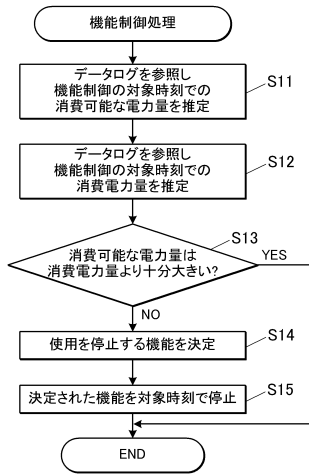 機能制御処理
データログを参照し
機能制御の対象時刻での
消費可能な電力量を推定
S11
データログを参照し
機能制御の対象時刻での
消費電力量を推定
S12
S13
消費可能な電力量は
消費電力量より十分大きい?
YES
NO
使用を停止する機能を決定
S14
決定された機能を対象時刻で停止
S15
END